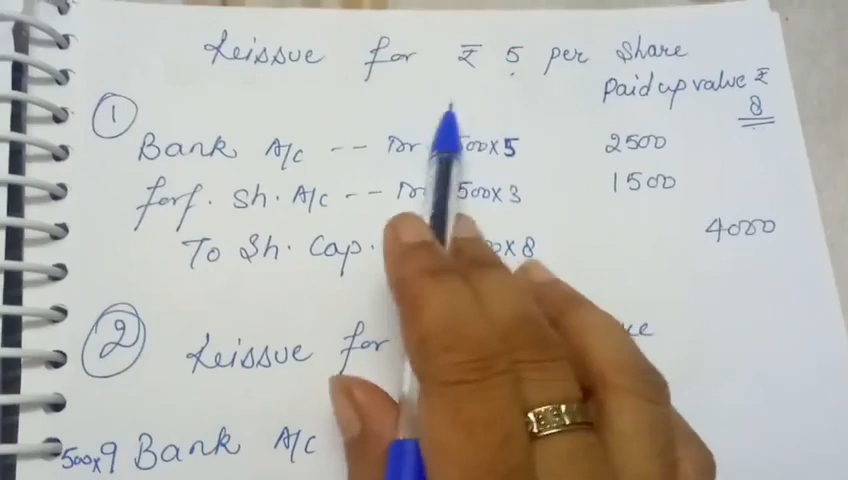 Reissue for ₹ 5 per share
Paid up value ₹ 8
①
Bank A/c -- Dr 500x5 2500
forf. Sh. A/c -- Dr 500x3 1500
To Sh. Cap. x8 4000
② Reissue for
500x9 Bank A/c